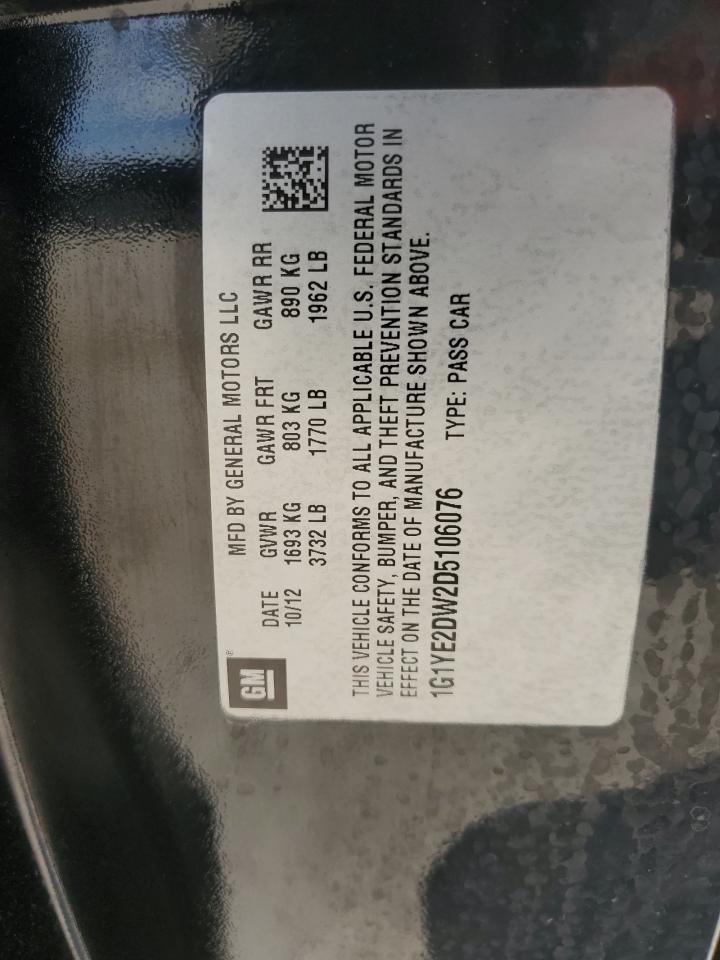 GM®
MFD BY GENERAL MOTORS LLC
DATE GVWR GAWR FRT GAWR RR
10/12 1693 KG 803 KG 890 KG
3732 LB 1770 LB 1962 LB
THIS VEHICLE CONFORMS TO ALL APPLICABLE U.S. FEDERAL MOTOR
VEHICLE SAFETY, BUMPER, AND THEFT PREVENTION STANDARDS IN
EFFECT ON THE DATE OF MANUFACTURE SHOWN ABOVE.
1G1YE2DW2D5106076 TYPE: PASS CAR